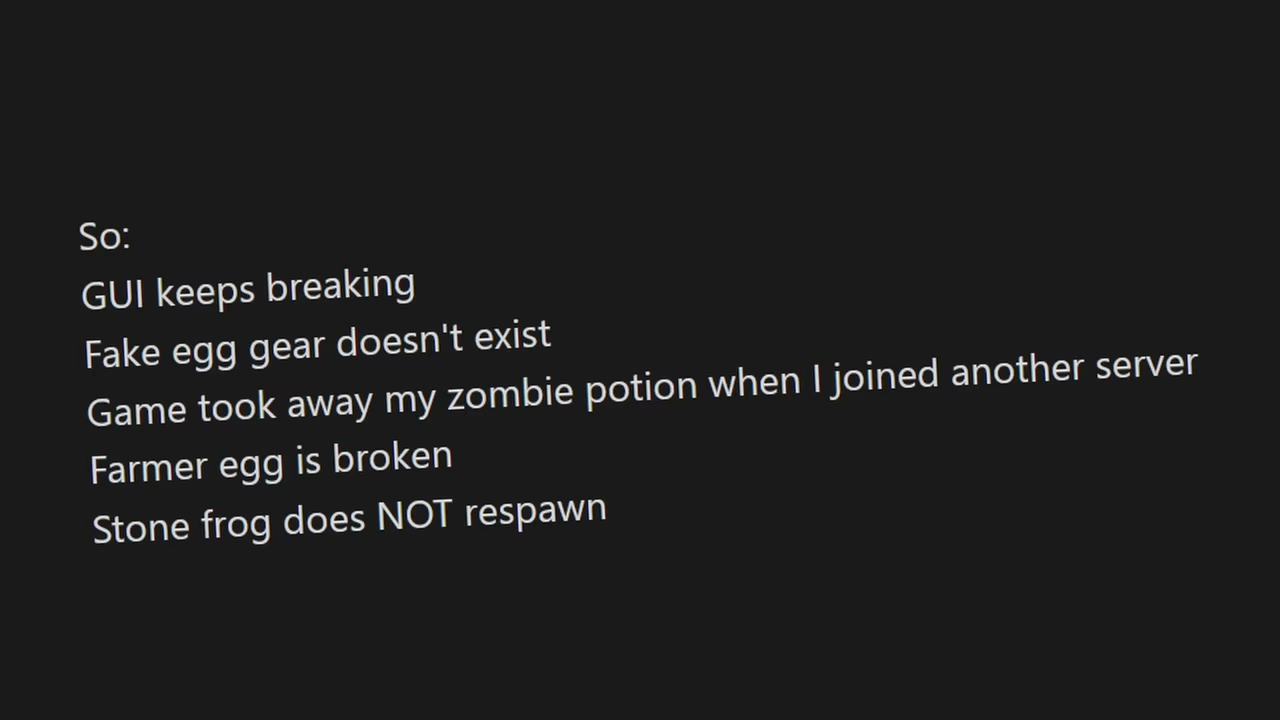 So:
GUI keeps breaking
Fake egg gear doesn't exist
Game took away my zombie potion when I joined another server
Farmer egg is broken
Stone frog does NOT respawn